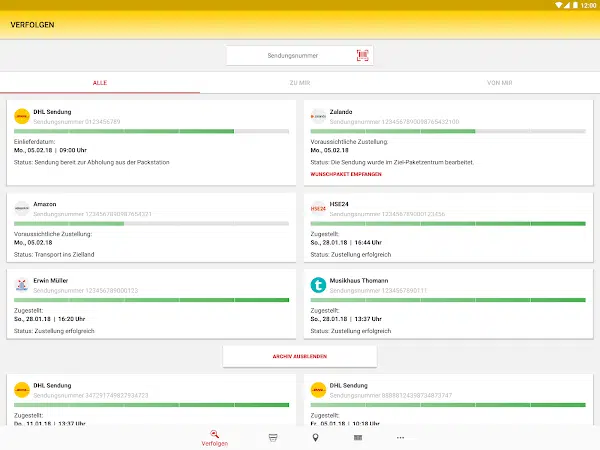 12:00
VERFOLGEN
Sendungsnummer
ALLE
ZU MIR
VON MIR
DHL Sendung
Sendungsnummer 0123456789
Einlieferdatum:
Mo., 05.02.18 | 09:00 Uhr
Status: Sendung bereit zur Abholung aus der Packstation
Zalando
Sendungsnummer 1234567890098765432100
Voraussichtliche Zustellung:
Mo., 05.02.18
Status: Die Sendung wurde im Ziel-Paketzentrum bearbeitet.
WUNSCHPAKET EMPFANGEN
Amazon
Sendungsnummer 12345678909876543 21
Voraussichtliche Zustellung:
Mo., 05.02.18
Status: Transport ins Zielland
HSE24
HSE24
Sendungsnummer 123456789000123456
Zugestellt:
So., 28.01.18 | 16:44 Uhr
Status: Zustellung erfolgreich
Erwin Müller
Sendungsnummer 123456789000123
Zugestellt:
So., 28.01.18 | 16:20 Uhr
Status: Zustellung erfolgreich
Musikhaus Thomann
Sendungsnummer 1234567890111
Zugestellt:
So., 28.01.18 | 13:37 Uhr
Status: Zustellung erfolgreich
ARCHIV AUSBLENDEN
DHL Sendung
Sendungsnummer
Zugestellt:
Do., 11.01.18 | 13:37 Uhr
DHL Sendung
Sendungsnummer
Zugestellt:
Fr., 05.01.18 | 10:18 Uhr
Verfolgen